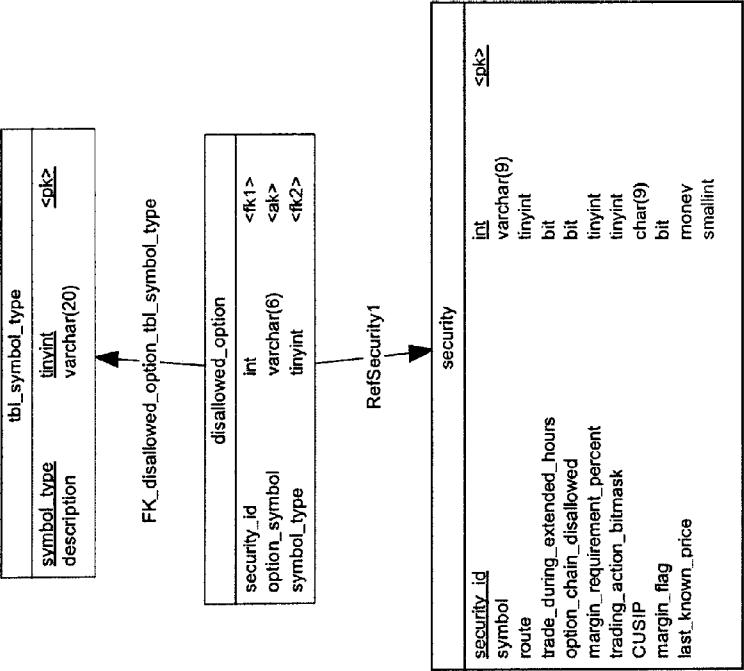 tbl_symbol_type
symbol_type tinyint <pk>
description varchar(20)
FK_disallowed_option_tbl_symbol_type
disallowed_option
security_id int <fk1>
option_symbol varchar(6) <ak>
symbol_type tinyint <fk2>
RefSecurity1
security
security_id int <pk>
symbol varchar(9)
route tinyint
trade_during_extended_hours bit
option_chain_disallowed bit
margin_requirement_percent tinyint
trading_action_bitmask tinyint
CUSIP char(9)
margin_flag bit
last_known_price money
smallint